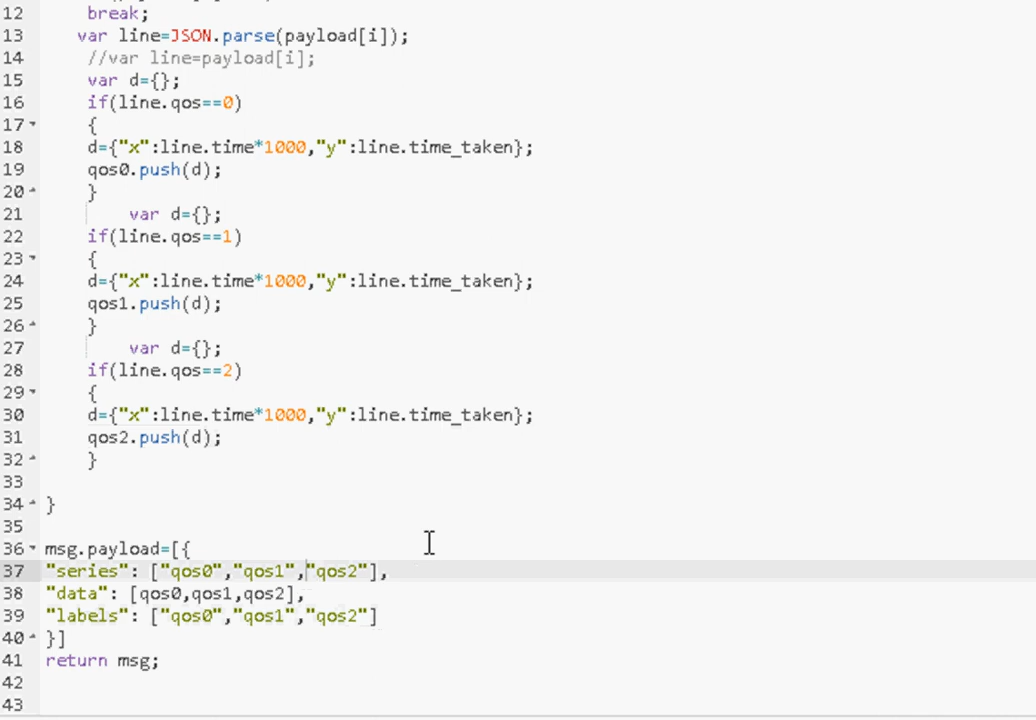 12 break;
13 var line=JSON.parse(payload[i]);
14 //var line=payload[i];
15 var d={};
16 if(line.qos==0)
17 {
18 d={"x":line.time*1000,"y":line.time_taken};
19 qos0.push(d);
20 }
21 var d={};
22 if(line.qos==1)
23 {
24 d={"x":line.time*1000,"y":line.time_taken};
25 qos1.push(d);
26 }
27 var d={};
28 if(line.qos==2)
29 {
30 d={"x":line.time*1000,"y":line.time_taken};
31 qos2.push(d);
32 }
33
34 }
35
36 msg.payload=[{
37 "series": ["qos0","qos1","qos2"],
38 "data": [qos0,qos1,qos2],
39 "labels": ["qos0","qos1","qos2"]
40 }]
41 return msg;
42
43